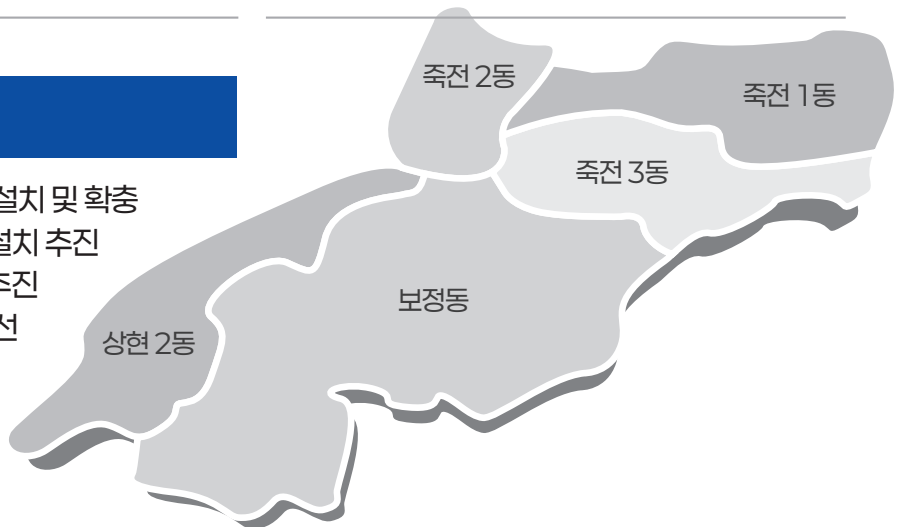 설치 및 확충
설치 추진
추진
선
죽전 2동
죽전 1동
죽전 3동
보정동
상현 2동